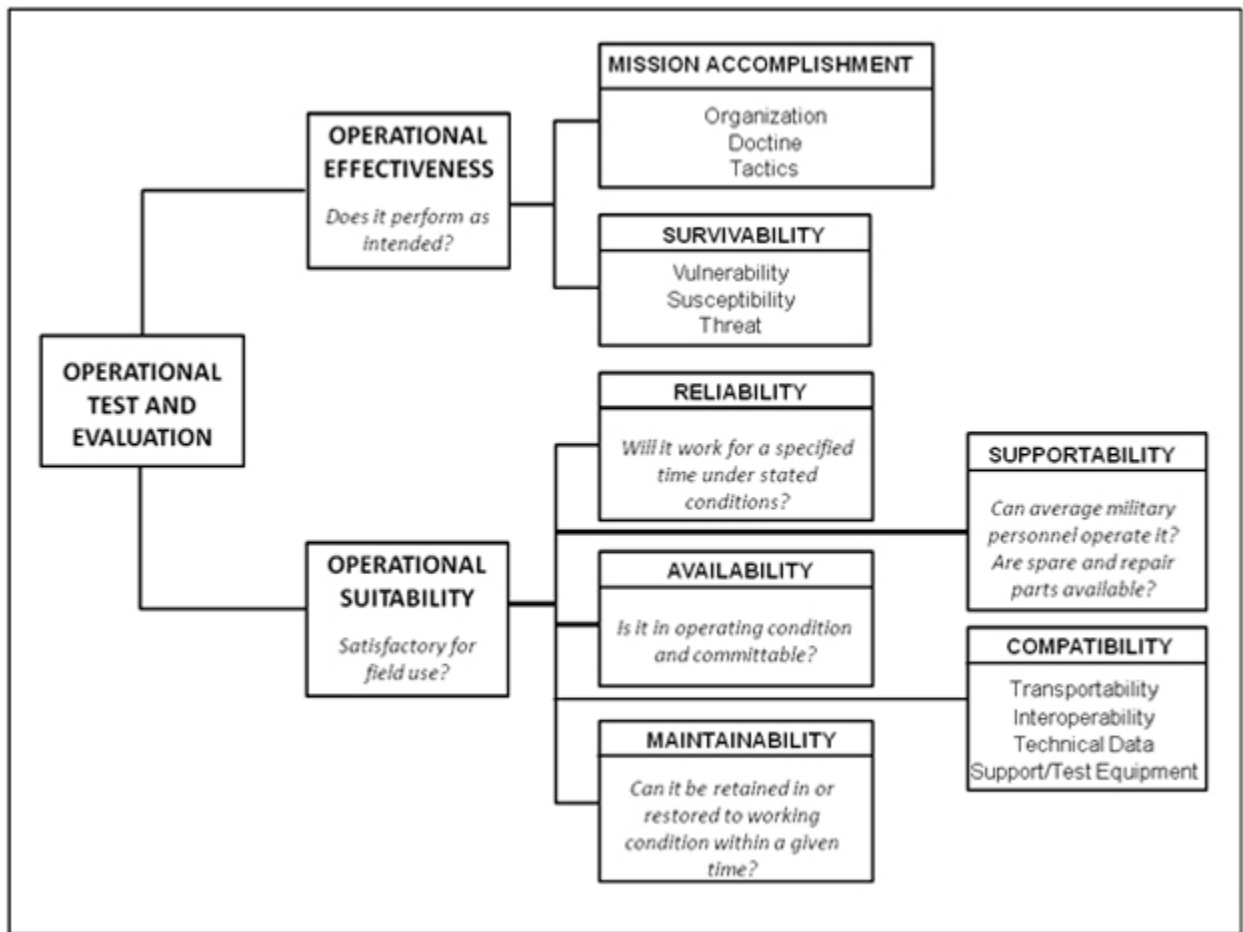 MISSION ACCOMPLISHMENT
Organization
Doctine
Tactics
OPERATIONAL
EFFECTIVENESS
Does it perform as
intended?
SURVIVABILITY
Vulnerability
Susceptibility
Threat
OPERATIONAL
TEST AND
EVALUATION
RELIABILITY
Will it work for a specified
time under stated
conditions?
SUPPORTABILITY
Can average military
personnel operate it?
Are spare and repair
parts available?
OPERATIONAL
SUITABILITY
Satisfactory for
field use?
AVAILABILITY
Is it in operating condition
and committable?
COMPATIBILITY
Transportability
Interoperability
Technical Data
Support/Test Equipment
MAINTAINABILITY
Can it be retained in or
restored to working
condition within a given
time?